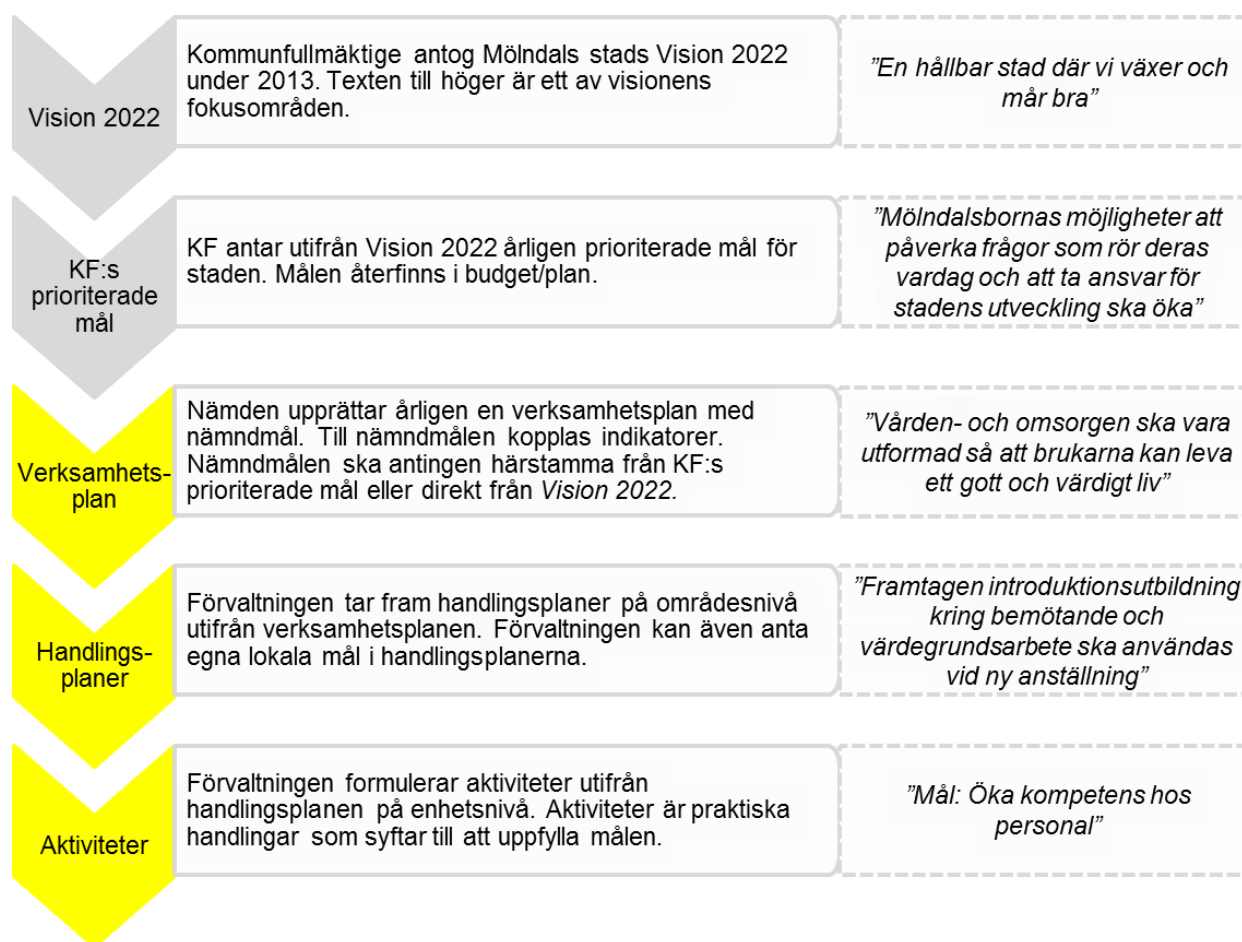 Vision 2022
Kommunfullmäktige antog Mölndals stads Vision 2022
under 2013. Texten till höger är ett av visionens
fokusområden.
”En hållbar stad där vi växer och
mår bra”
KF:s
prioriterade
mål
KF antar utifrån Vision 2022 årligen prioriterade mål för
staden. Målen återfinns i budget/plan.
”Mölndalsbornas möjligheter att
påverka frågor som rör deras
vardag och att ta ansvar för
stadens utveckling ska öka”
Verksamhets-
plan
Nämden upprättar årligen en verksamhetsplan med
nämndmål. Till nämndmålen kopplas indikatorer.
Nämndmålen ska antingen härstamma från KF:s
prioriterade mål eller direkt från Vision 2022.
”Vården- och omsorgen ska vara
utformad så att brukarna kan leva
ett gott och värdigt liv”
Handlings-
planer
Förvaltningen tar fram handlingsplaner på områdesnivå
utifrån verksamhetsplanen. Förvaltningen kan även anta
egna lokala mål i handlingsplanerna.
”Framtagen introduktionsutbildning
kring bemötande och
värdegrundsarbete ska användas
vid ny anställning”
Aktiviteter
Förvaltningen formulerar aktiviteter utifrån
handlingsplanen på enhetsnivå. Aktiviteter är praktiska
handlingar som syftar till att uppfylla målen.
”Mål: Öka kompetens hos
personal”